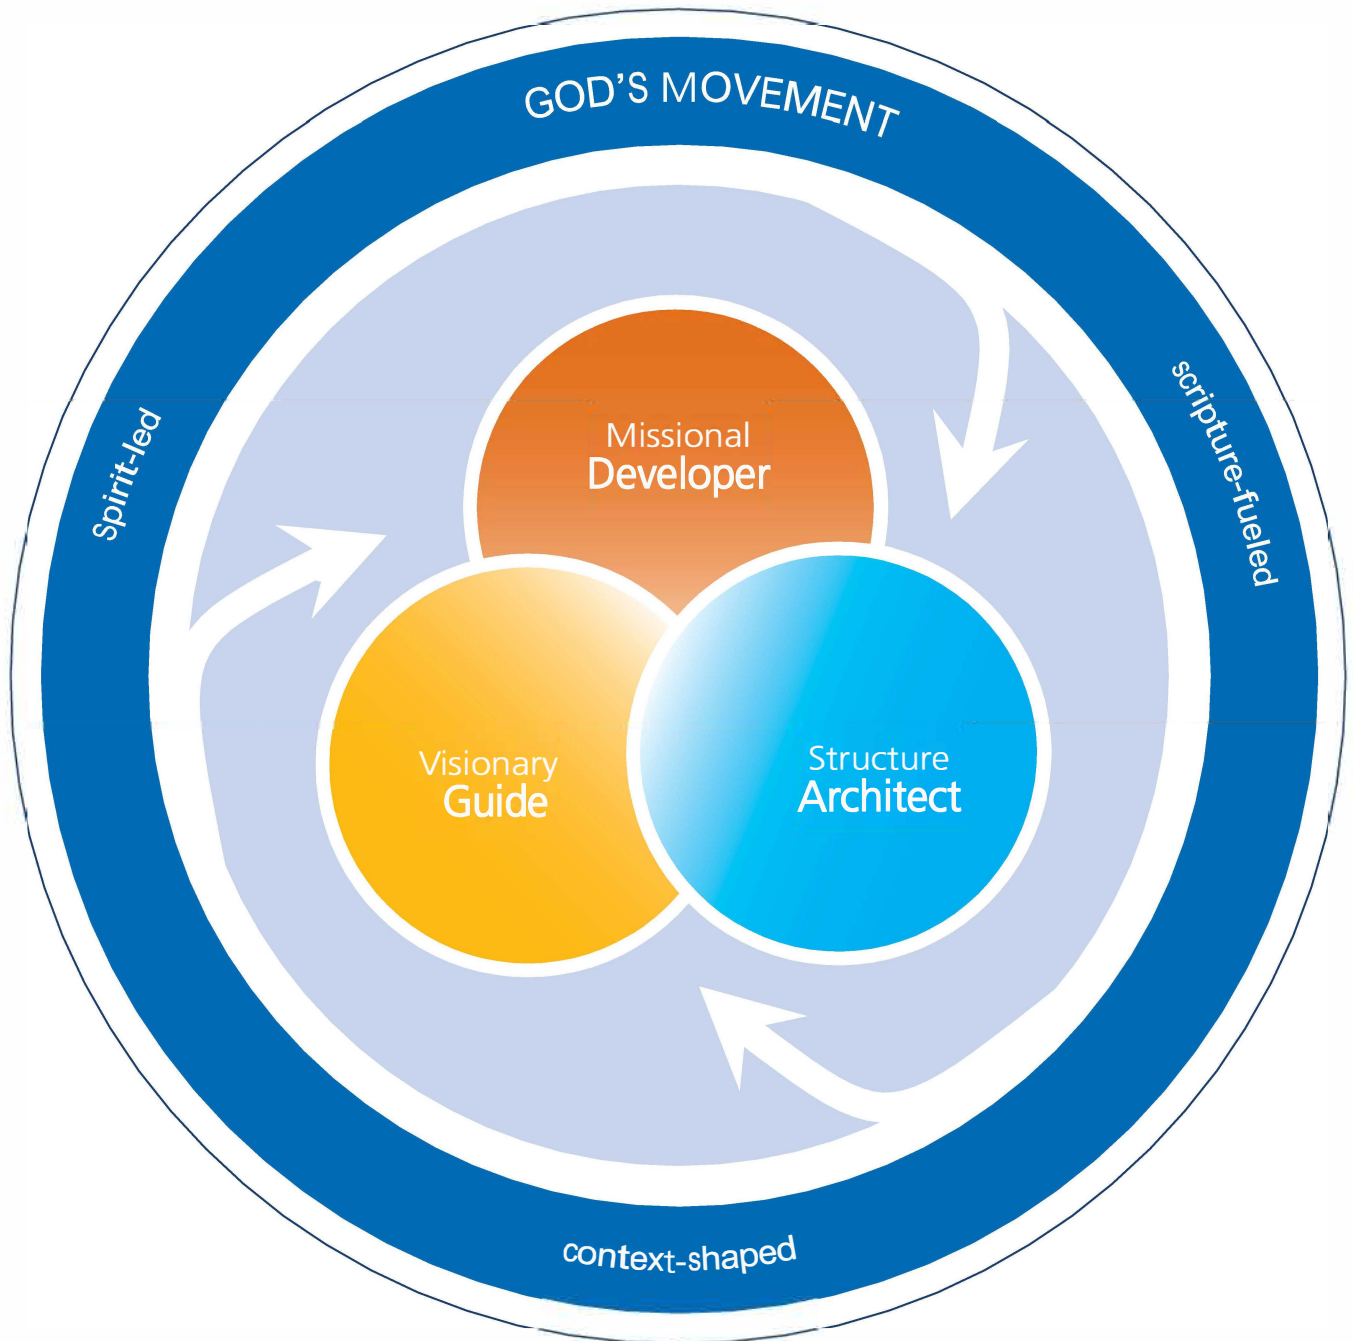 GOD'S MOVEMENT
Spirit-led
scripture-fueled
Missional
Developer
Visionary
Guide
Structure
Architect
context-shaped